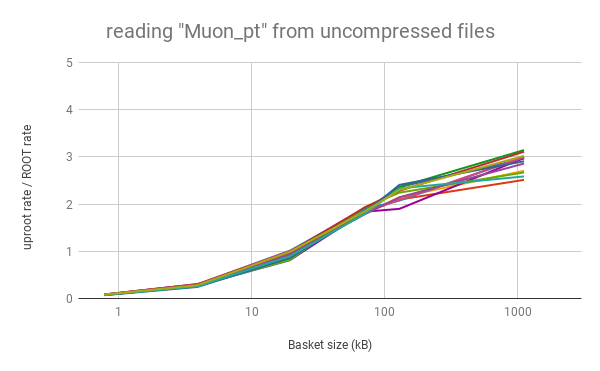 reading "Muon_pt" from uncompressed files
5
4
3
2
1
0
uproot rate / ROOT rate
1 10 100 1000
Basket size (kB)